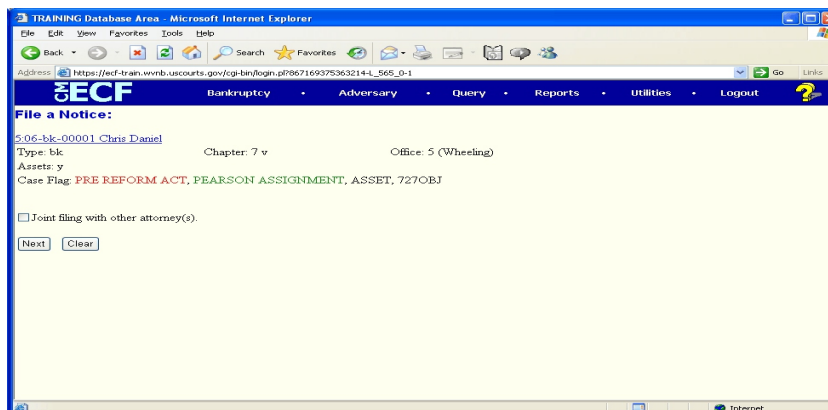 TRAINING Database Area - Microsoft Internet Explorer
File Edit View Favorites Tools Help
Back Search Favorites
Address https://ecf-train.wvnb.uscourts.gov/cgi-bin/login.pl?867169375363214-L_565_0-1 Go Links
CM ECF Bankruptcy • Adversary • Query • Reports • Utilities • Logout ?
File a Notice:
5:06-bk-00001 Chris Daniel
Type: bk Chapter: 7 v Office: 5 (Wheeling)
Assets: y
Case Flag: PRE REFORM ACT, PEARSON ASSIGNMENT, ASSET, 727OBJ
Joint filing with other attorney(s).
Next Clear
Internet